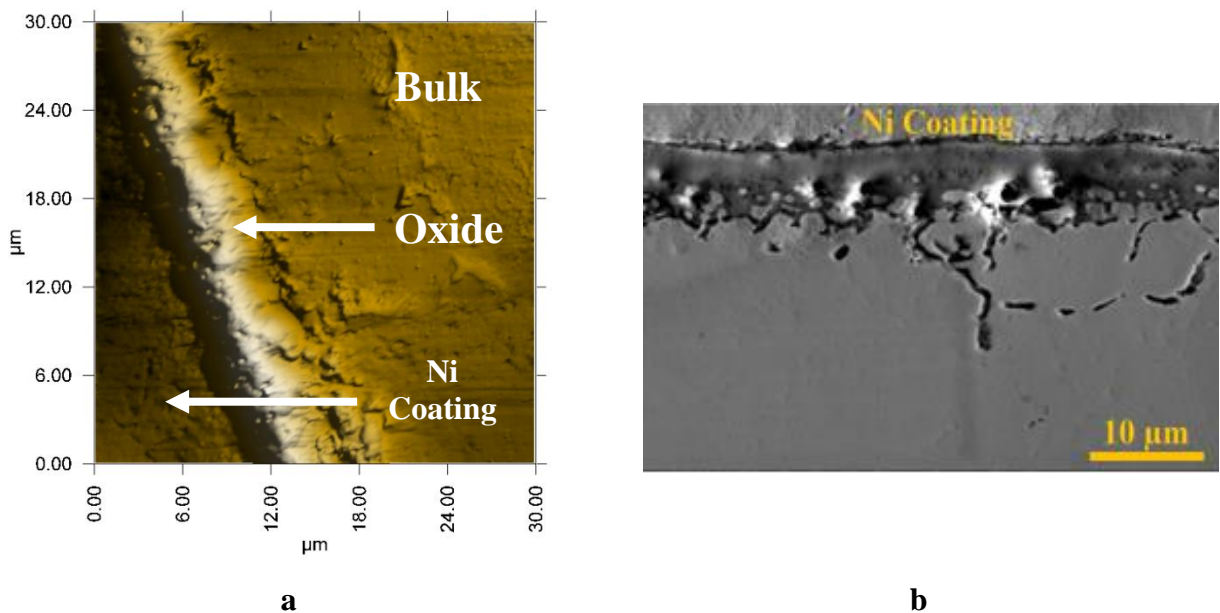 30.00
24.00
18.00
12.00
6.00
0.00
µm
0.00
6.00
12.00
18.00
24.00
30.00
µm
Bulk
Oxide
Ni
Coating
a
Ni Coating
10 µm
b